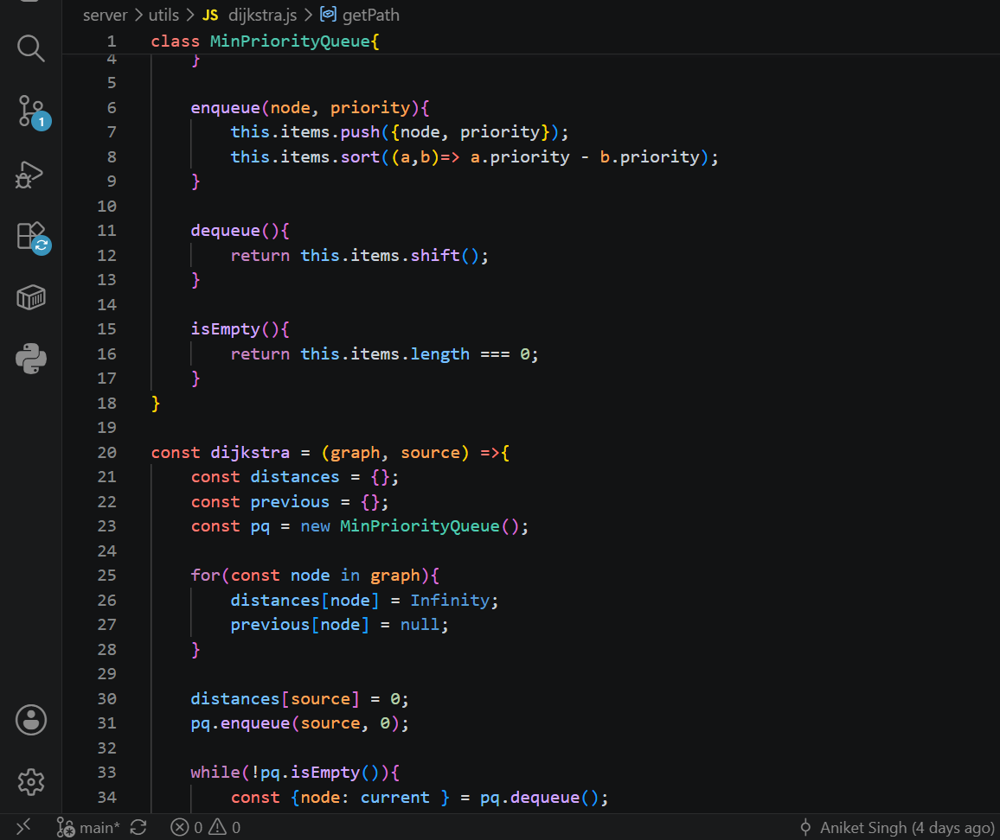 server > utils > JS dijkstra.js > getPath
1 class MinPriorityQueue{
4 }
5
6 enqueue(node, priority){
7 this.items.push({node, priority});
8 this.items.sort((a,b)=> a.priority - b.priority);
9 }
10
11 dequeue(){
12 return this.items.shift();
13 }
14
15 isEmpty(){
16 return this.items.length === 0;
17 }
18 }
19
20 const dijkstra = (graph, source) =>{
21 const distances = {};
22 const previous = {};
23 const pq = new MinPriorityQueue();
24
25 for(const node in graph){
26 distances[node] = Infinity;
27 previous[node] = null;
28 }
29
30 distances[source] = 0;
31 pq.enqueue(source, 0);
32
33 while(!pq.isEmpty()){
34 const {node: current } = pq.dequeue();
1
main* 0 0 Aniket Singh (4 days ago)